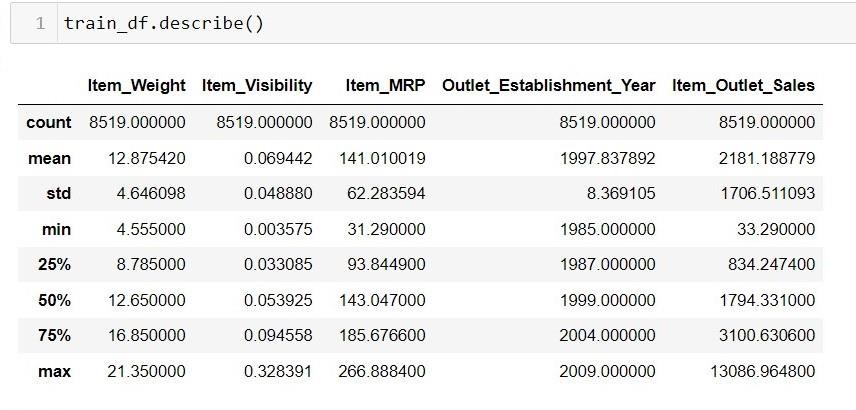 1 train_df.describe()
Item_Weight Item_Visibility Item_MRP Outlet_Establishment_Year Item_Outlet_Sales
count 8519.000000 8519.000000 8519.000000 8519.000000 8519.000000
mean 12.875420 0.069442 141.010019 1997.837892 2181.188779
std 4.646098 0.048880 62.283594 8.369105 1706.511093
min 4.555000 0.003575 31.290000 1985.000000 33.290000
25% 8.785000 0.033085 93.844900 1987.000000 834.247400
50% 12.650000 0.053925 143.047000 1999.000000 1794.331000
75% 16.850000 0.094558 185.676600 2004.000000 3100.630600
max 21.350000 0.328391 266.888400 2009.000000 13086.964800